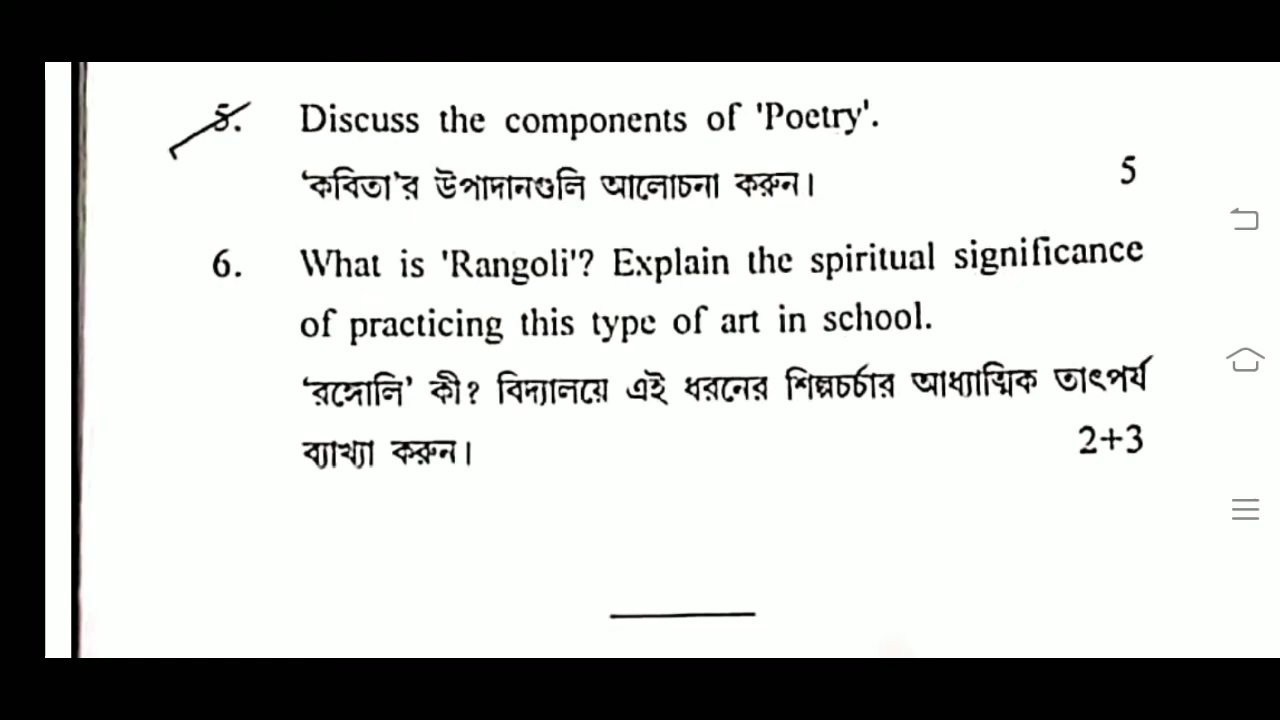 5. Discuss the components of 'Poetry'.
‘কবিতা’র উপাদানগুলি আলোচনা করুন। 5
6. What is 'Rangoli'? Explain the spiritual significance
of practicing this type of art in school.
‘রঙ্গোলি’ কী? বিদ্যালয়ে এই ধরনের শিল্পচর্চার আধ্যাত্মিক তাৎপর্য
ব্যাখ্যা করুন। 2+3